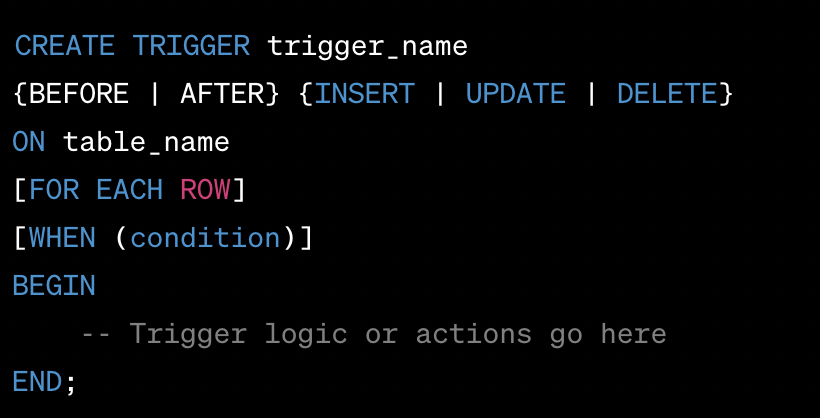 CREATE TRIGGER trigger_name
{BEFORE | AFTER} {INSERT | UPDATE | DELETE}
ON table_name
[FOR EACH ROW]
[WHEN (condition)]
BEGIN
    -- Trigger logic or actions go here
END;